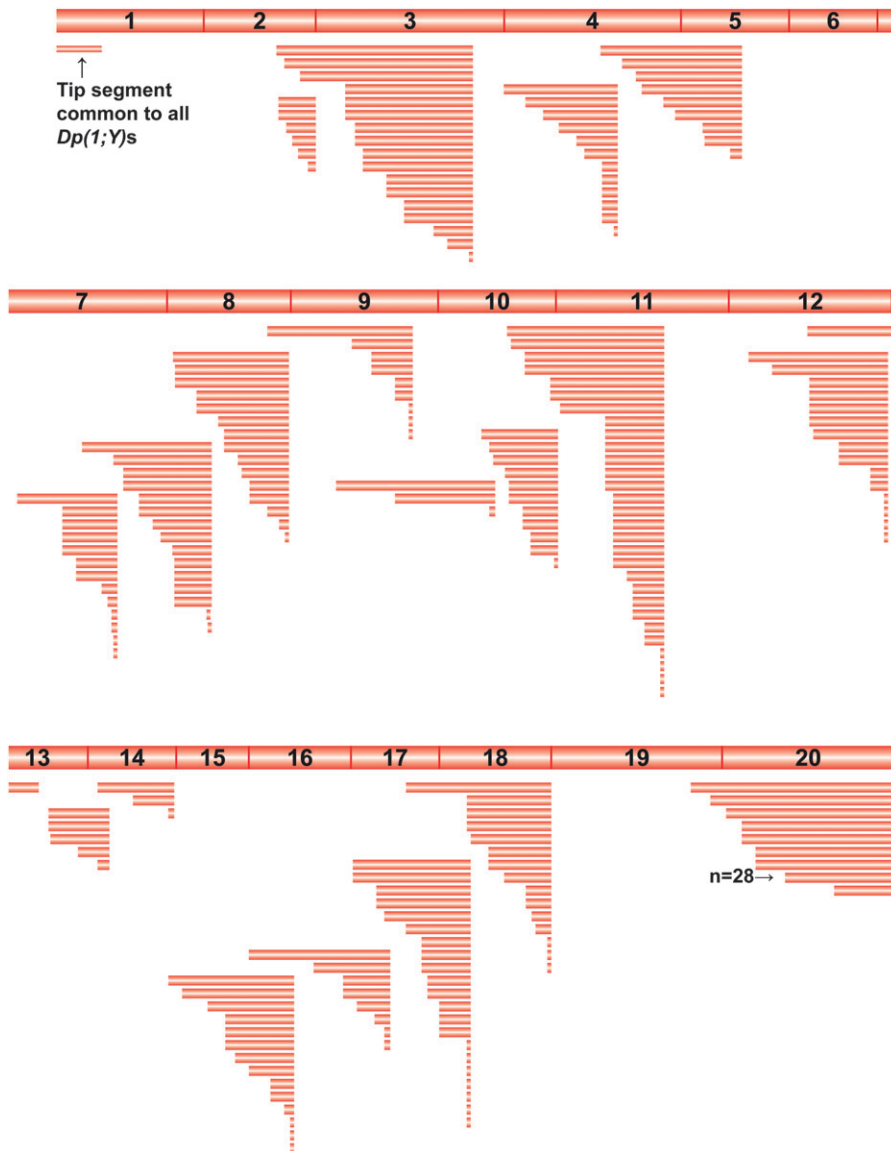 1 2 3 4 5 6
↑
Tip segment
common to all
Dp(1;Y)s
7 8 9 10 11 12
13 14 15 16 17 18 19 20
n=28→